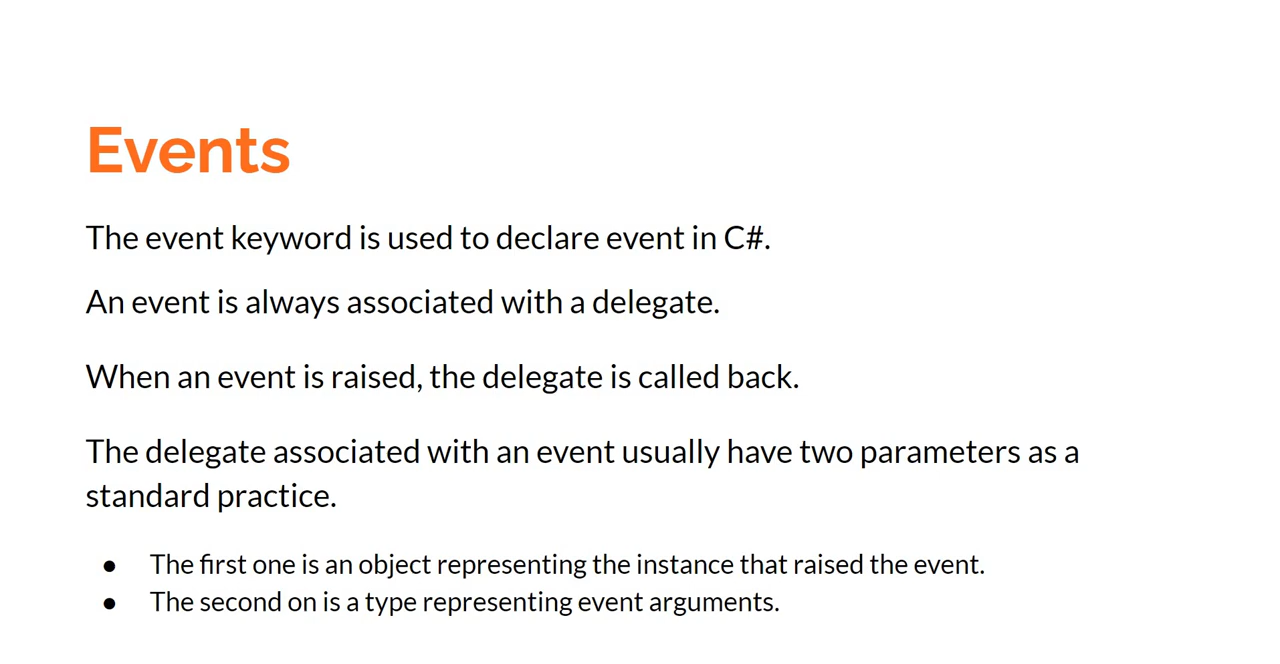 Events
The event keyword is used to declare event in C#.
An event is always associated with a delegate.
When an event is raised, the delegate is called back.
The delegate associated with an event usually have two parameters as a
standard practice.
● The first one is an object representing the instance that raised the event.
● The second on is a type representing event arguments.